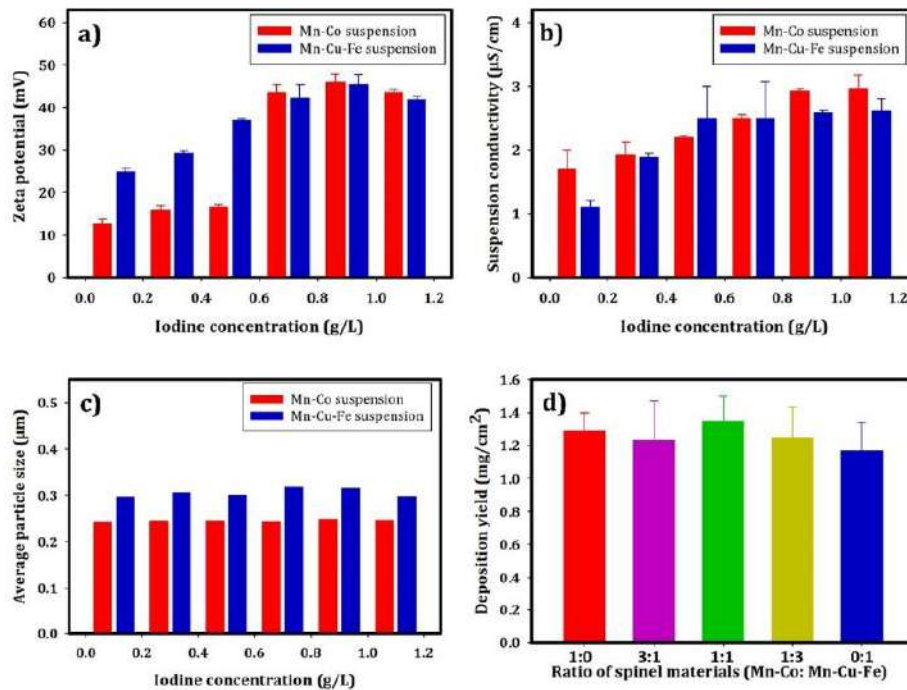 a)
Mn-Co suspension
Mn-Cu-Fe suspension
Zeta potential (mV)
60
50
40
30
20
10
0
0.0 0.2 0.4 0.6 0.8 1.0 1.2
Iodine concentration (g/L)
b)
Mn-Co suspension
Mn-Cu-Fe suspension
Suspension conductivity (µS/cm)
4
3
2
1
0
0.0 0.2 0.4 0.6 0.8 1.0 1.2
Iodine concentration (g/L)
c)
Mn-Co suspension
Mn-Cu-Fe suspension
Average particle size (µm)
0.5
0.4
0.3
0.2
0.1
0.0
0.0 0.2 0.4 0.6 0.8 1.0 1.2
Iodine concentration (g/L)
d)
Deposition yield (mg/cm²)
1.6
1.4
1.2
1.0
0.8
0.6
0.4
0.2
0.0
1:0 3:1 1:1 1:3 0:1
Ratio of spinel materials (Mn-Co: Mn-Cu-Fe)